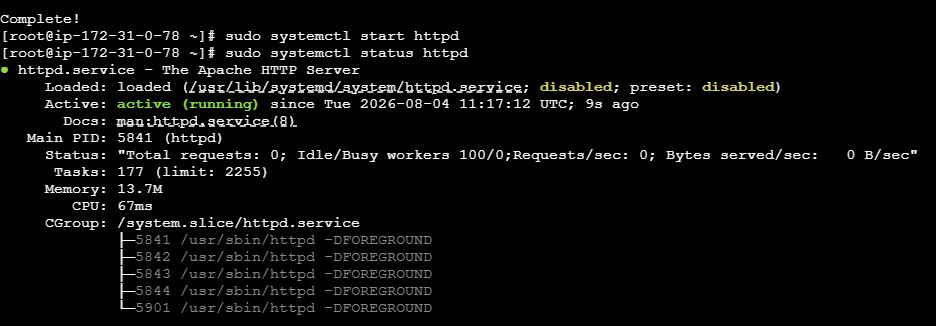 Complete!
[root@ip-172-31-0-78 ~]# sudo systemctl start httpd
[root@ip-172-31-0-78 ~]# sudo systemctl status httpd
● httpd.service - The Apache HTTP Server
Loaded: loaded (/usr/lib/systemd/system/httpd.service; disabled; preset: disabled)
Active: active (running) since Tue 2026-08-04 11:17:12 UTC; 9s ago
Docs: man:httpd.service(8)
Main PID: 5841 (httpd)
Status: "Total requests: 0; Idle/Busy workers 100/0;Requests/sec: 0; Bytes served/sec:   0 B/sec"
Tasks: 177 (limit: 2255)
Memory: 13.7M
CPU: 67ms
CGroup: /system.slice/httpd.service
├─5841 /usr/sbin/httpd -DFOREGROUND
├─5842 /usr/sbin/httpd -DFOREGROUND
├─5843 /usr/sbin/httpd -DFOREGROUND
├─5844 /usr/sbin/httpd -DFOREGROUND
└─5901 /usr/sbin/httpd -DFOREGROUND